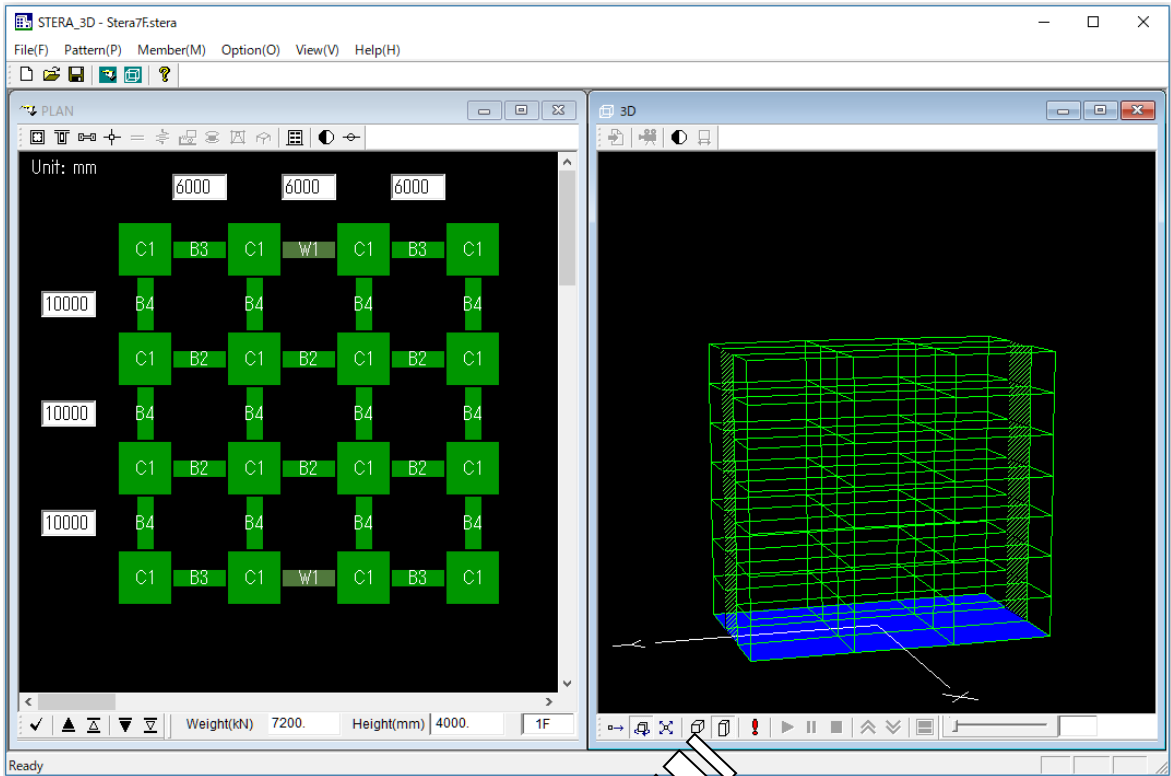 STERA_3D - Stera7F.stera
File(F) Pattern(P) Member(M) Option(O) View(V) Help(H)
PLAN
Unit: mm
6000 6000 6000
C1 B3 C1 W1 C1 B3 C1
10000 B4 B4 B4 B4
C1 B2 C1 B2 C1 B2 C1
10000 B4 B4 B4 B4
C1 B2 C1 B2 C1 B2 C1
10000 B4 B4 B4 B4
C1 B3 C1 W1 C1 B3 C1
Weight(kN) 7200. Height(mm) 4000. 1F
3D
Ready